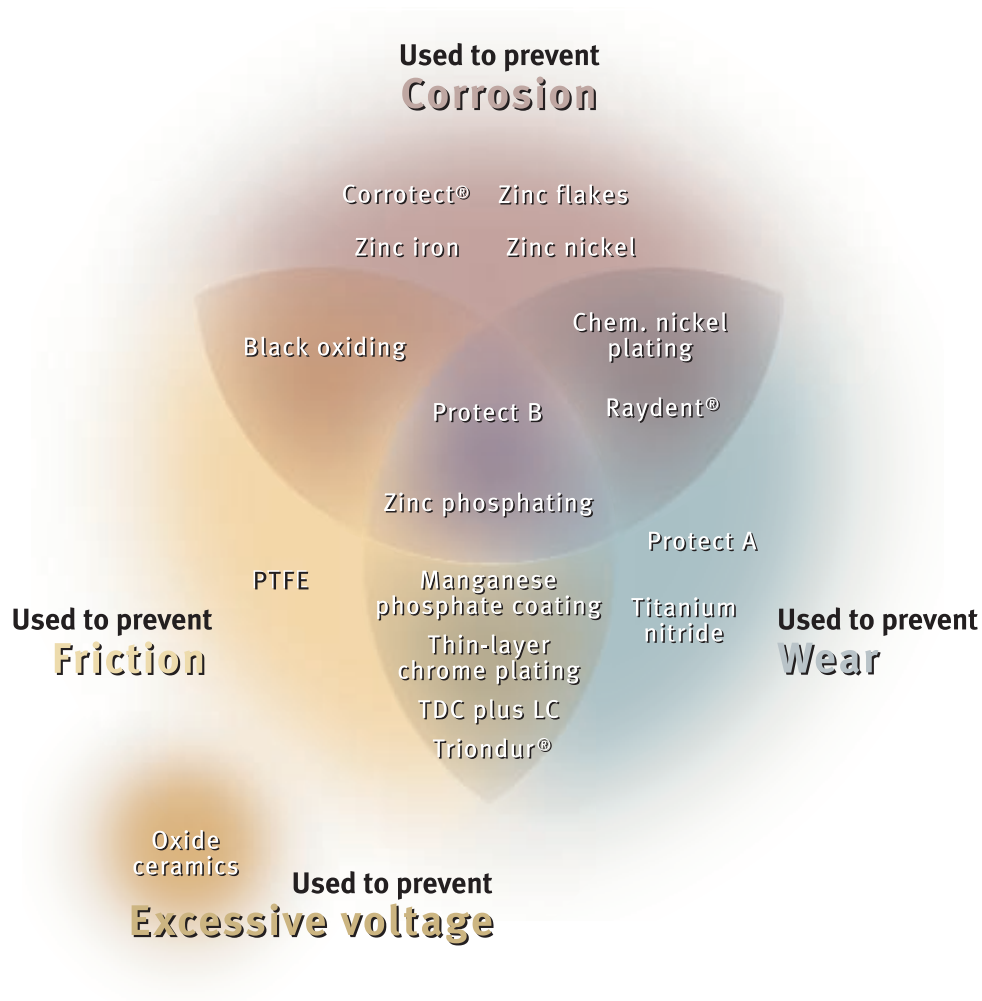 Used to prevent
Corrosion
Corrotect® Zinc flakes
Zinc iron Zinc nickel
Black oxiding
Chem. nickel
plating
Protect B
Raydent®
Zinc phosphating
Protect A
PTFE
Manganese
phosphate coating
Titanium
nitride
Used to prevent
Friction
Used to prevent
Wear
Thin-layer
chrome plating
TDC plus LC
Triondur®
Oxide
ceramics
Used to prevent
Excessive voltage